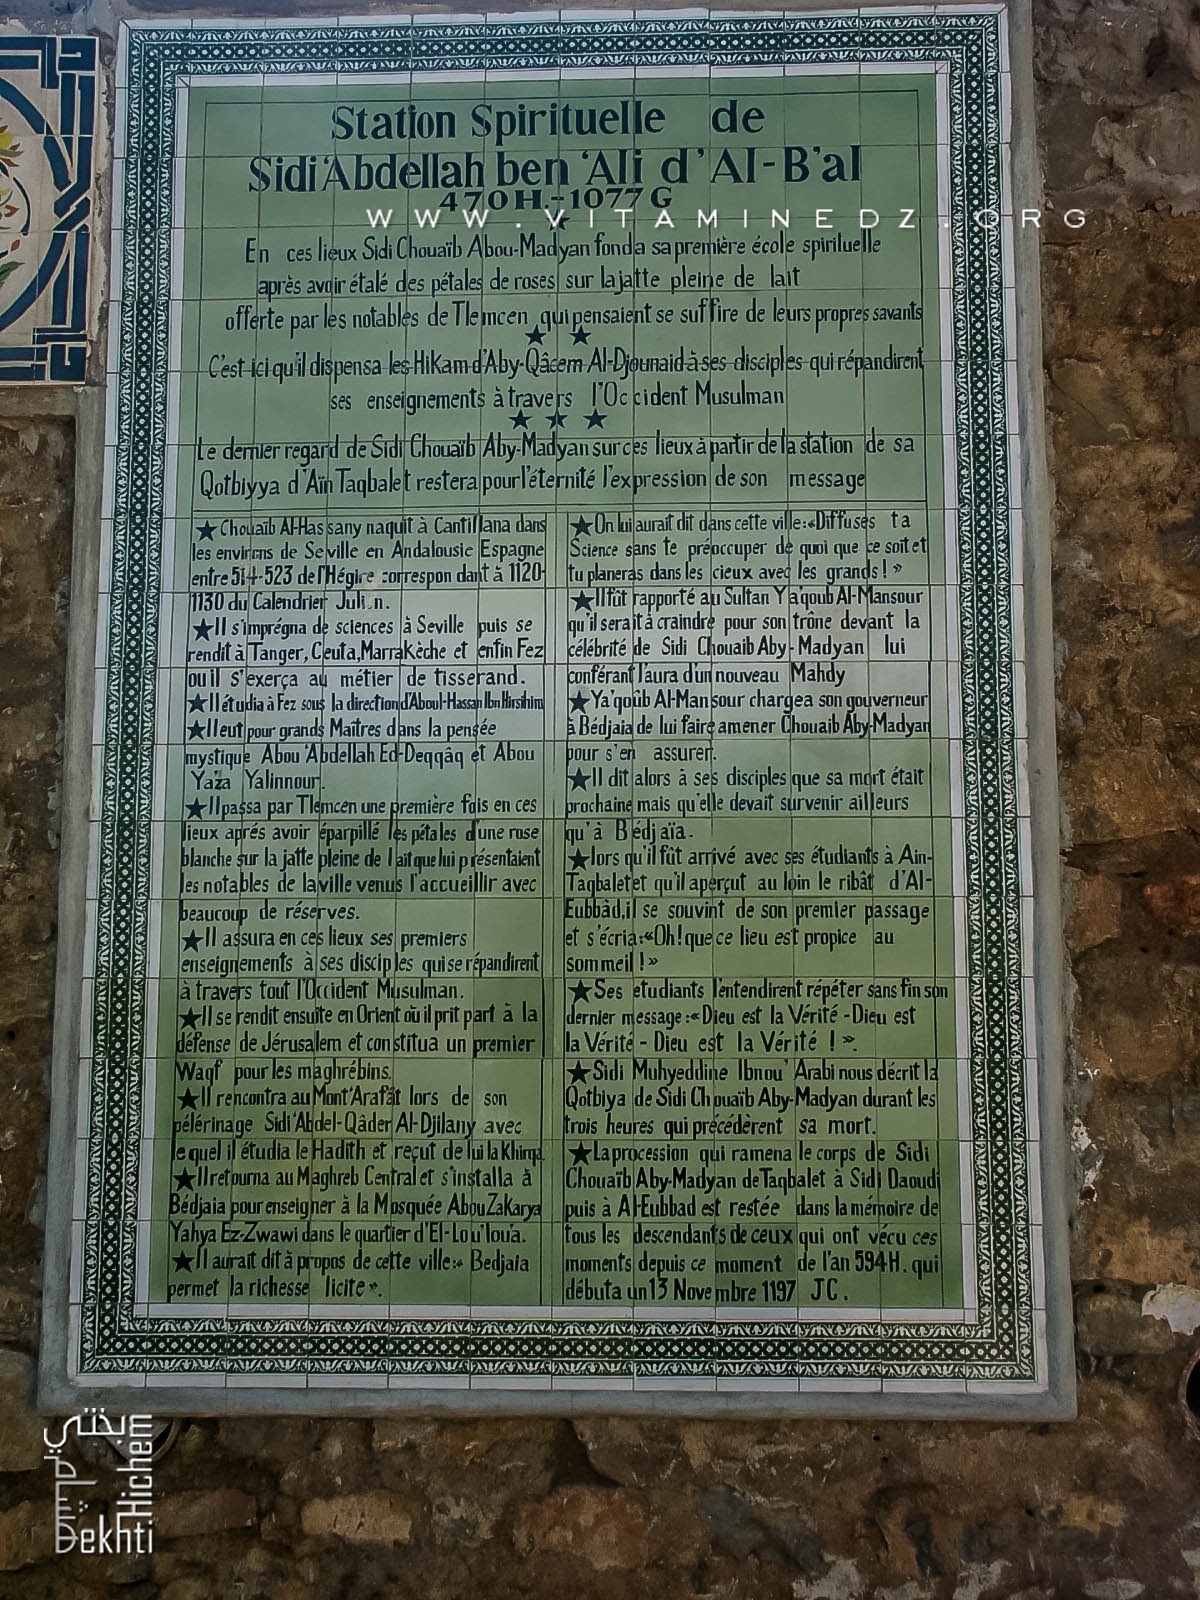 Station Spirituelle de
Sidi 'Abdellah ben 'Ali d'Al-B'al
470H.-1077G
WWW.VITAMINEDZ.ORG
En ces lieux Sidi Chouaïb Abou-Madyan fonda sa première école spirituelle
après avoir étalé des pétales de roses sur la jatte pleine de lait
offerte par les notables de Tlemcen qui pensaient se suffire de leurs propres savants
★ ★
C'est ici qu'il dispensa les Hikam d'Aby-Qâcem Al-Djounaid à ses disciples qui répandirent
ses enseignements à travers l'Occident Musulman
★ ★ ★
Le dernier regard de Sidi Chouaïb Aby-Madyan sur ces lieux à partir de la station de sa
Qotbiyya d'Aïn Taqbalet restera pour l'éternité l'expression de son message
★Chouaïb Al-Hassany naquit à Cantillana dans
les environs de Seville en Andalousie Espagne
entre 514-523 de l'Hégire correspondant à 1120-
1130 du Calendrier Julien.
★Il s'imprégna de sciences à Seville puis se
rendit à Tanger, Ceuta, Marrakèche et enfin Fez
ou il s'exerça au métier de tisserand.
★Il étudia à Fez sous la direction d'Aboul-Hassan Ibn Hirsihim
★Il eut pour grands Maîtres dans la pensée
mystique Abou 'Abdellah Ed-Deqqâq et Abou
Yaza Yalinnour.
★Il passa par Tlemcen une première fois en ces
lieux aprés avoir éparpillé les pétales d'une rose
blanche sur la jatte pleine de lait que lui présentaient
les notables de la ville venus l'accueillir avec
beaucoup de réserves.
★Il assura en ces lieux ses premiers
enseignements à ses disciples qui se répandirent
à travers tout l'Occident Musulman.
★Il se rendit ensuite en Orient où il prit part à la
défense de Jérusalem et constitua un premier
Waqf pour les maghrébins.
★Il rencontra au Mont 'Arafât lors de son
pélérinage Sidi 'Abdel-Qâder Al-Djilany avec
le quel il étudia le Hadith et reçut de lui la Khirqa.
★Il retourna au Maghreb Central et s'installa à
Bédjaia pour enseigner à la Mosquée Abou Zakarya
Yahya Ez-Zwawi dans le quartier d'El-Lou'loua.
★Il aurait dit à propos de cette ville:« Bedjaia
permet la richesse licite ».
★On lui aurait dit dans cette ville:«Diffuses ta
Science sans te préoccuper de quoi que ce soit et
tu planeras dans les cieux avec les grands! »
★Il fût rapporté au Sultan Ya'qoub Al-Mansour
qu'il serait à craindre pour son trône devant la
célébrité de Sidi Chouaib Aby-Madyan lui
conférant l'aura d'un nouveau Mahdy
★Ya'qoûb Al-Mansour chargea son gouverneur
à Bédjaia de lui faire amener Chouaib Aby-Madyan
pour s'en assurer.
★Il dit alors à ses disciples que sa mort était
prochaine mais qu'elle devait survenir ailleurs
qu'à Bédjaïa.
★lors qu'il fût arrivé avec ses étudiants à Ain-
Taqbalet et qu'il aperçut au loin le ribât d'Al-
Eubbàd, il se souvint de son premier passage
et s'écria:«Oh! que ce lieu est propice au
sommeil!»
★Ses etudiants l'entendirent répéter sans fin son
dernier message:«Dieu est la Vérité - Dieu est
la Vérité - Dieu est la Vérité ! ».
★Sidi Muhyeddine Ibnou' Arabi nous décrit la
Qotbiya de Sidi Chouaïb Aby-Madyan durant les
trois heures qui précédèrent sa mort.
★La procession qui ramena le corps de Sidi
Chouaïb Aby-Madyan de Taqbalet à Sidi Daoudi
puis à Al-Eubbad est restée dans la mémoire de
tous les descendants de ceux qui ont vécu ces
moments depuis ce moment de l'an 594H. qui
débuta un 13 Novembre 1197 JC.
بختي هشام
Bekhti Hichem